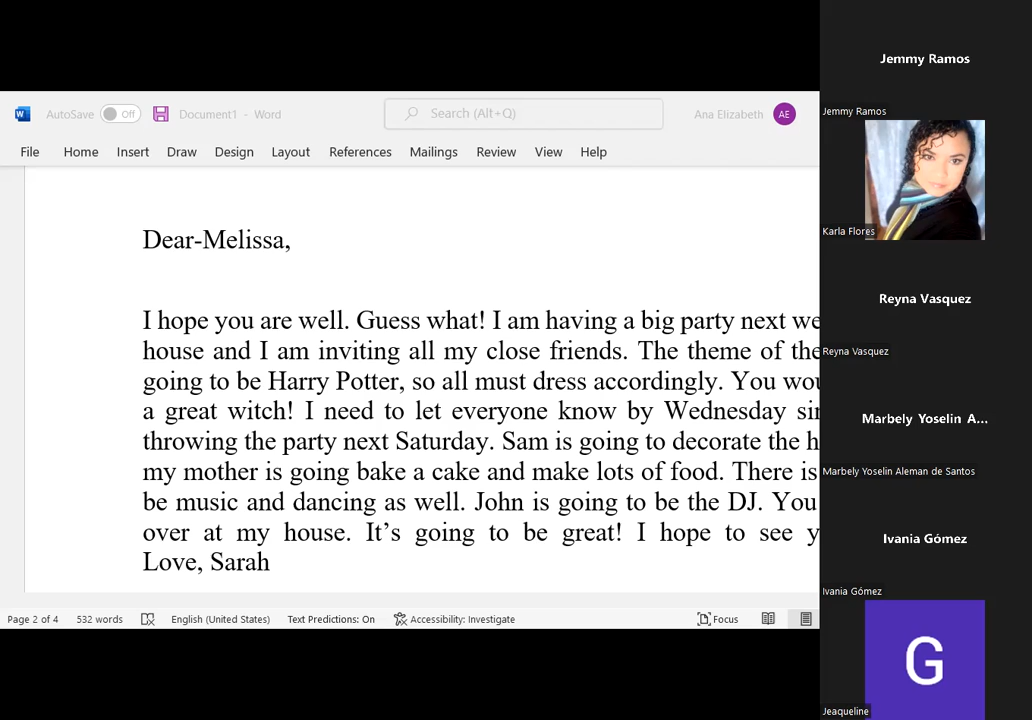 Jemmy Ramos
Jemmy Ramos
W AutoSave Off Document1 - Word Search (Alt+Q) Ana Elizabeth AE
File Home Insert Draw Design Layout References Mailings Review View Help
Dear-Melissa,
I hope you are well. Guess what! I am having a big party next
house and I am inviting all my close friends. The theme of the
going to be Harry Potter, so all must dress accordingly. You
a great witch! I need to let everyone know by Wednesday
throwing the party next Saturday. Sam is going to decorate the
my mother is going bake a cake and make lots of food. There is
be music and dancing as well. John is going to be the DJ. You
over at my house. It’s going to be great! I hope to see
Love, Sarah
Page 2 of 4 532 words English (United States) Text Predictions: On Accessibility: Investigate Focus
Karla Flores
Reyna Vasquez
Reyna Vasquez
Marbely Yoselin A...
Marbely Yoselin Aleman de Santos
Ivania Gómez
Ivania Gómez
G
Jeaqueline